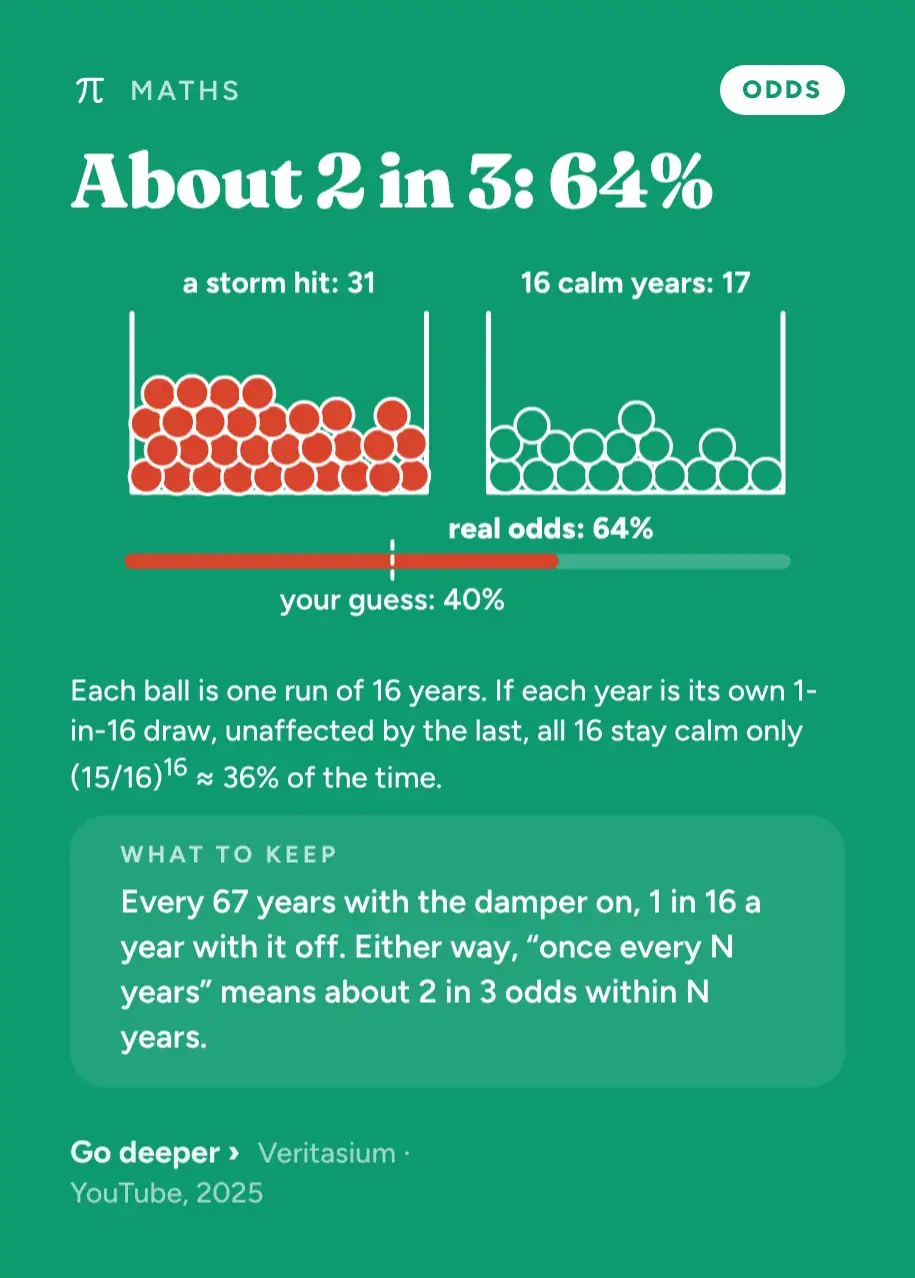 π MATHS
ODDS
About 2 in 3: 64%
a storm hit: 31
16 calm years: 17
real odds: 64%
your guess: 40%
Each ball is one run of 16 years. If each year is its own 1-
in-16 draw, unaffected by the last, all 16 stay calm only
(15/16)¹⁶ ≈ 36% of the time.
WHAT TO KEEP
Every 67 years with the damper on, 1 in 16 a
year with it off. Either way, “once every N
years” means about 2 in 3 odds within N
years.
Go deeper › Veritasium ·
YouTube, 2025